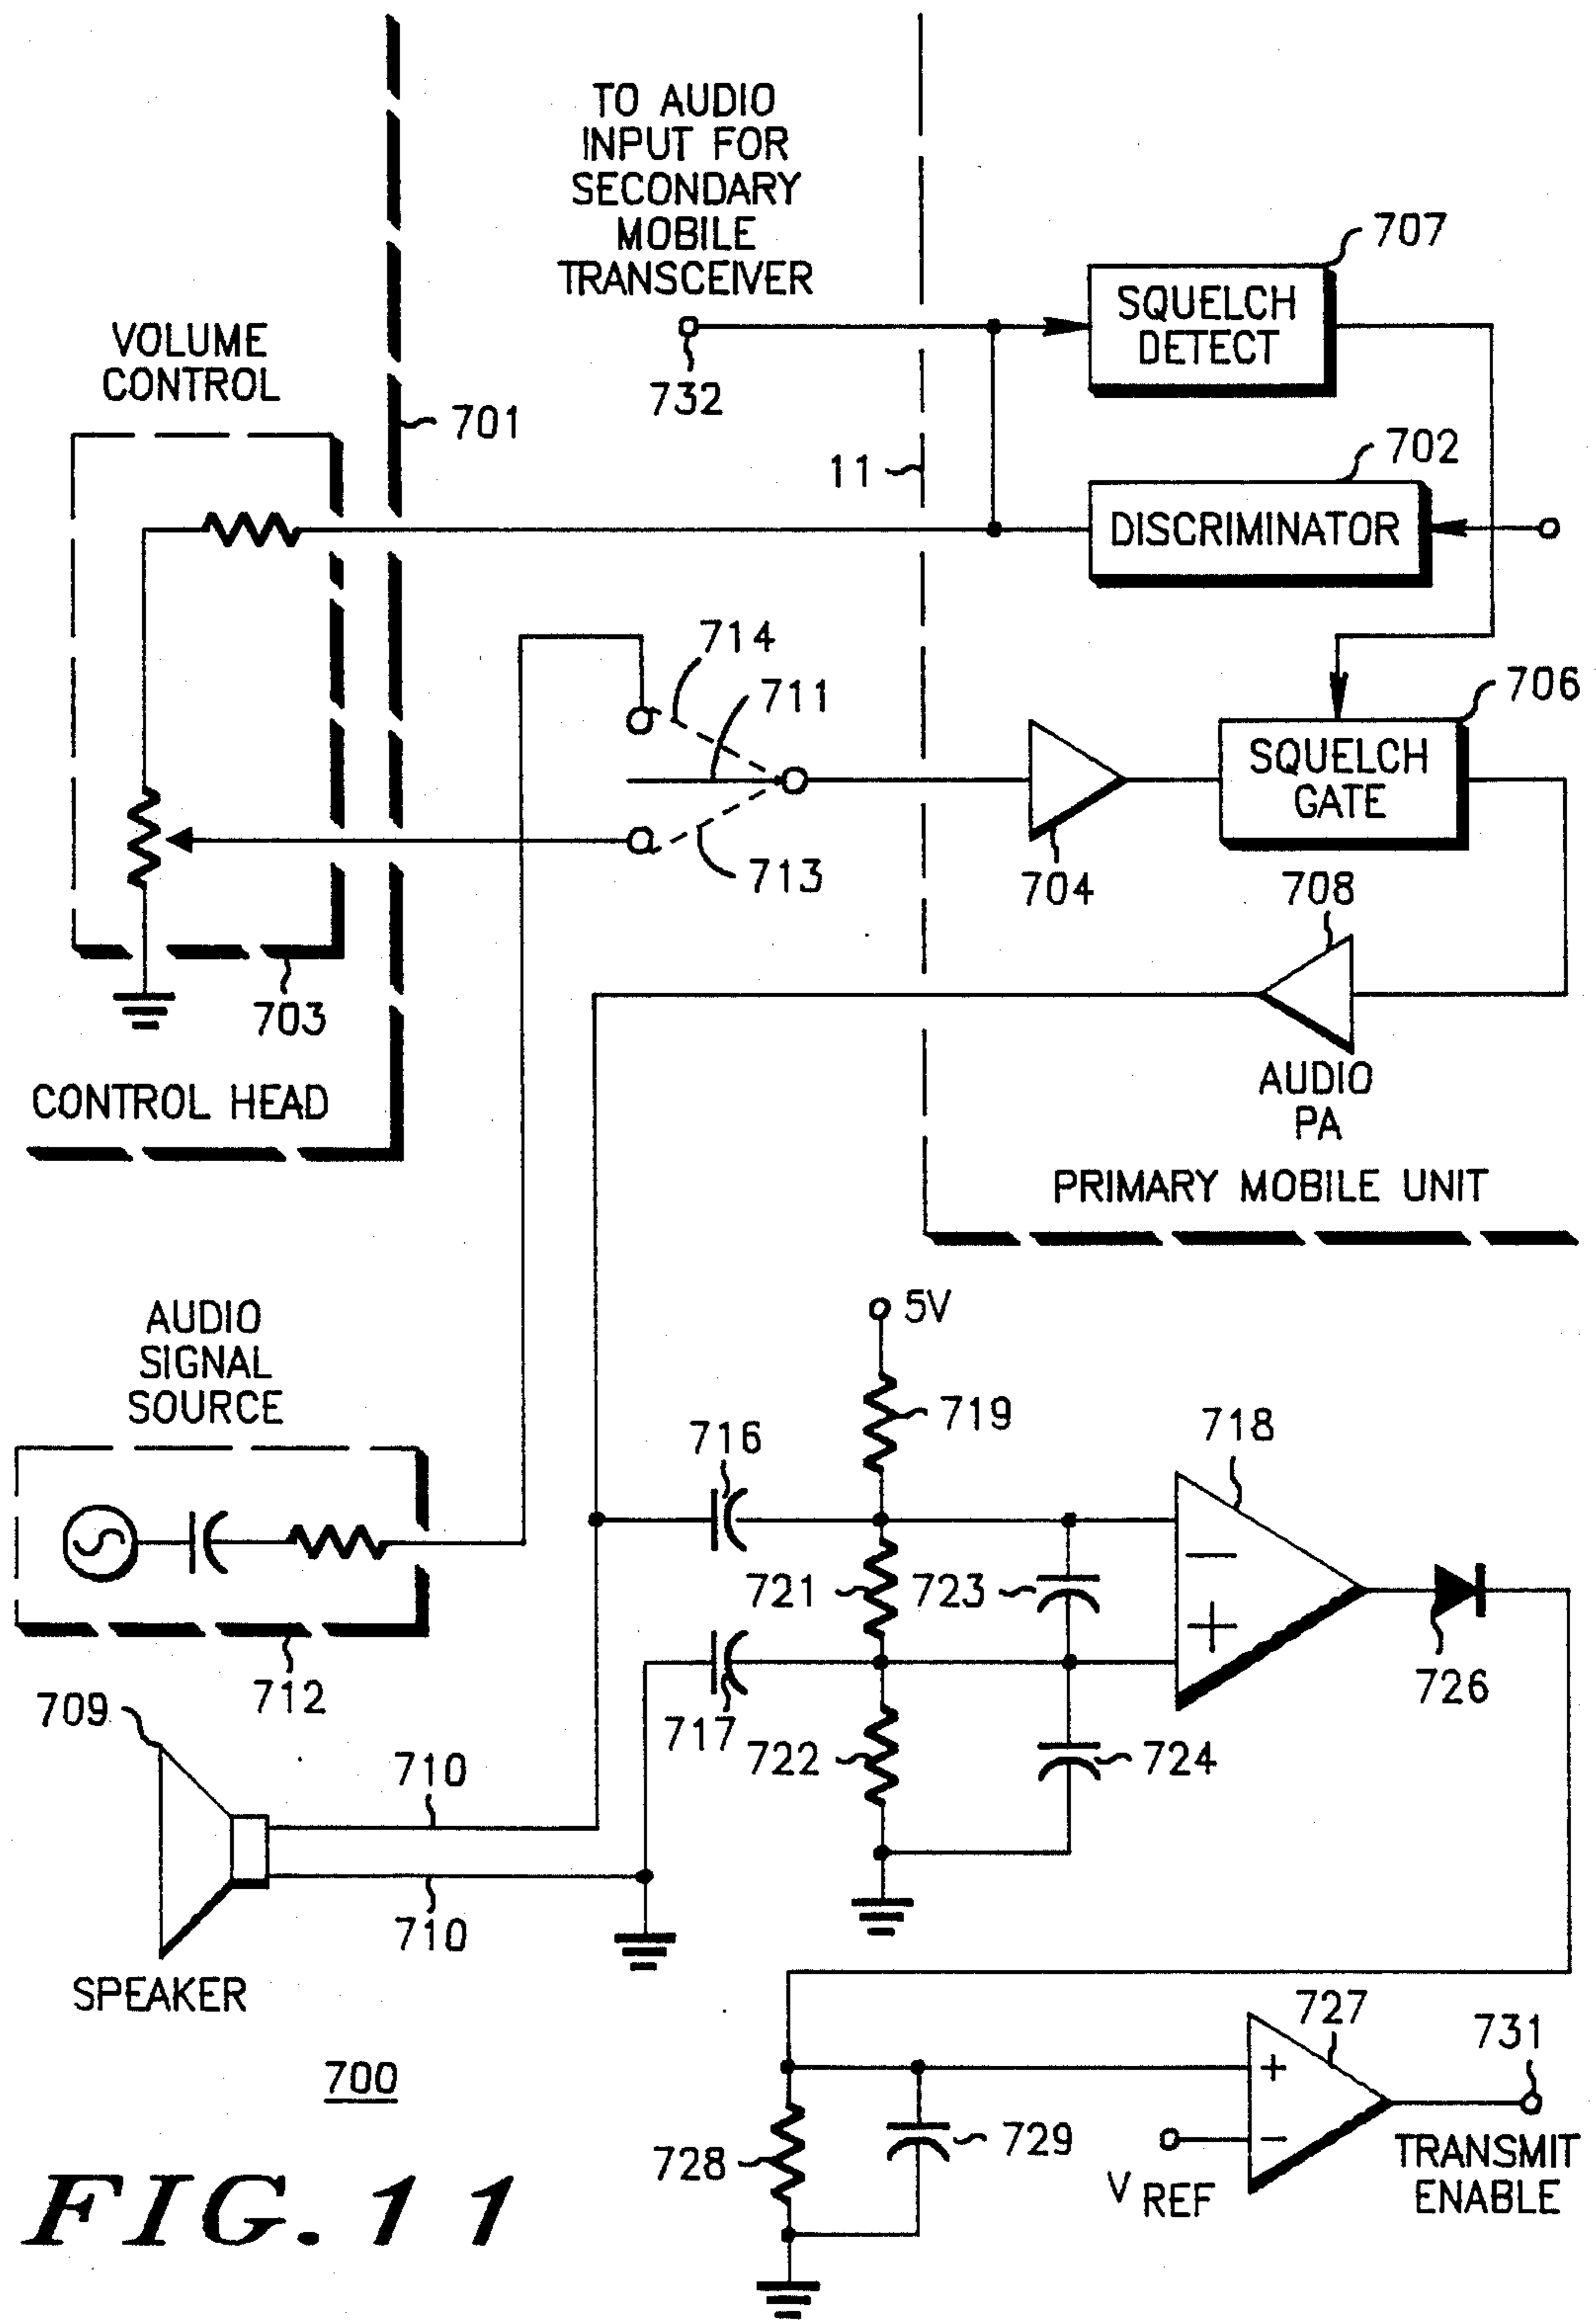 TO AUDIO
INPUT FOR
SECONDARY
MOBILE
TRANSCEIVER
732
707
SQUELCH
DETECT
VOLUME
CONTROL
701
11
702
DISCRIMINATOR
714
711
713
704
706
SQUELCH
GATE
708
AUDIO
PA
703
CONTROL HEAD
PRIMARY MOBILE UNIT
AUDIO
SIGNAL
SOURCE
712
5V
719
716
718
721
723
−
+
717
722
724
726
709
710
710
SPEAKER
700
727
731
+
−
728
729
V REF
TRANSMIT
ENABLE
FIG. 11